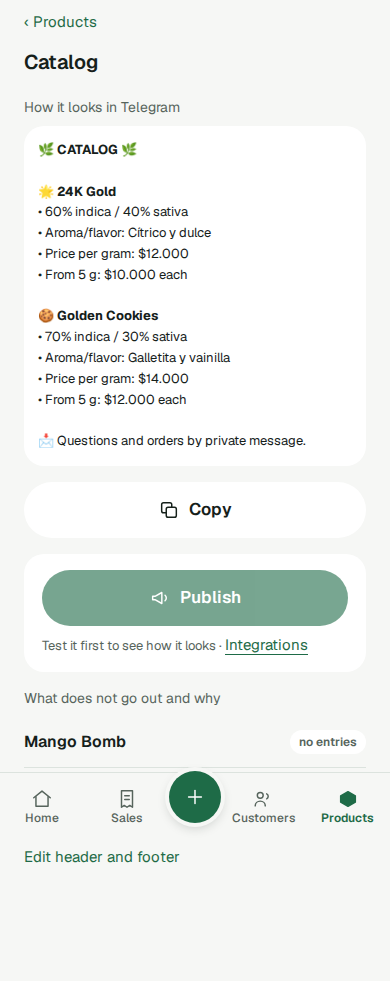 ‹ Products
Catalog
How it looks in Telegram
🌿 CATALOG 🌿
🌟 24K Gold
• 60% indica / 40% sativa
• Aroma/flavor: Cítrico y dulce
• Price per gram: $12.000
• From 5 g: $10.000 each
🍪 Golden Cookies
• 70% indica / 30% sativa
• Aroma/flavor: Galletita y vainilla
• Price per gram: $14.000
• From 5 g: $12.000 each
📩 Questions and orders by private message.
Copy
Publish
Test it first to see how it looks · Integrations
What does not go out and why
Mango Bomb no entries
Home Sales Customers Products
Edit header and footer